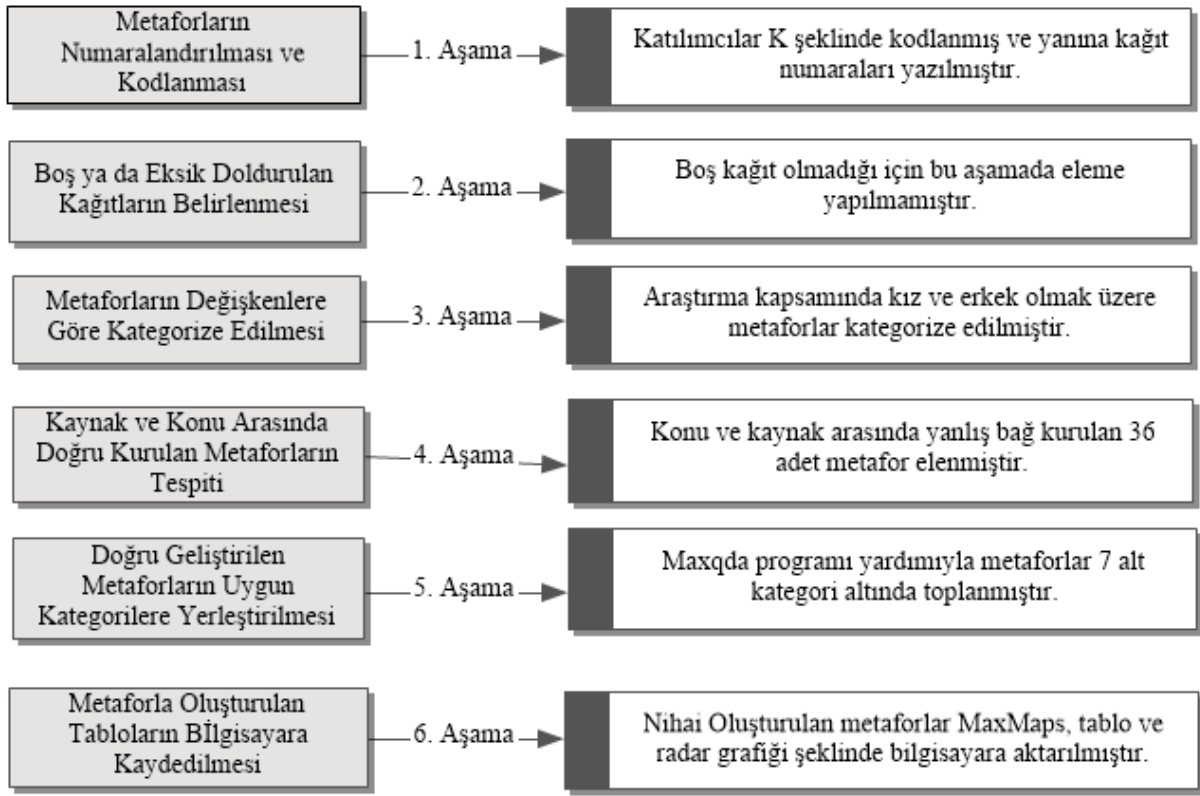 Metaforların
Numaralandırılması ve
Kodlanması
1. Aşama
Katılımcılar K şeklinde kodlanmış ve yanına kağıt
numaraları yazılmıştır.
Boş ya da Eksik Doldurulan
Kağıtların Belirlenmesi
2. Aşama
Boş kağıt olmadığı için bu aşamada eleme
yapılmamıştır.
Metaforların Değişkenlere
Göre Kategorize Edilmesi
3. Aşama
Araştırma kapsamında kız ve erkek olmak üzere
metaforlar kategorize edilmiştir.
Kaynak ve Konu Arasında
Doğru Kurulan Metaforların
Tespiti
4. Aşama
Konu ve kaynak arasında yanlış bağ kurulan 36
adet metafor elenmiştir.
Doğru Geliştirilen
Metaforların Uygun
Kategorilere Yerleştirilmesi
5. Aşama
Maxqda programı yardımıyla metaforlar 7 alt
kategori altında toplanmıştır.
Metaforla Oluşturulan
Tabloların Bİlgisayara
Kaydedilmesi
6. Aşama
Nihai Oluşturulan metaforlar MaxMaps, tablo ve
radar grafiği şeklinde bilgisayara aktarılmıştır.